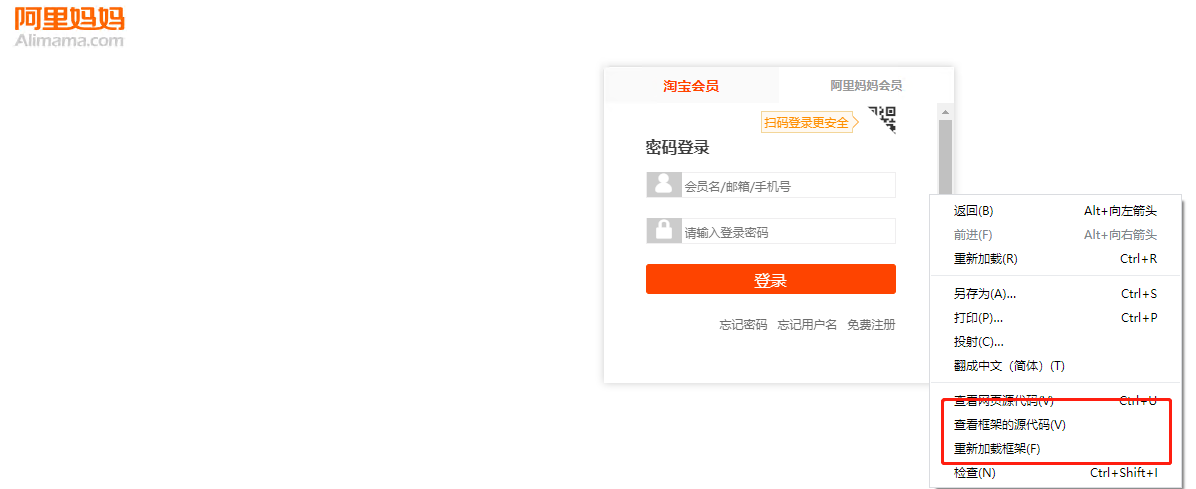 阿里妈妈
Alimama.com
淘宝会员
阿里妈妈会员
扫码登录更安全
密码登录
会员名/邮箱/手机号
请输入登录密码
登录
忘记密码 忘记用户名 免费注册
返回(B) Alt+向左箭头
前进(F) Alt+向右箭头
重新加载(R) Ctrl+R
另存为(A)... Ctrl+S
打印(P)... Ctrl+P
投射(C)...
翻成中文（简体）(T)
查看网页源代码(V) Ctrl+U
查看框架的源代码(V)
重新加载框架(F)
检查(N) Ctrl+Shift+I